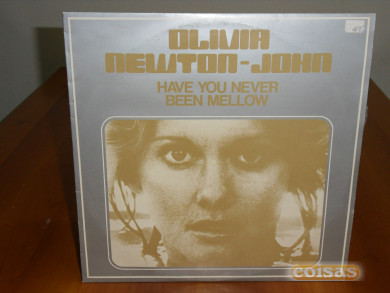 OLIVIA
NEWTON-JOHN
HAVE YOU NEVER
BEEN MELLOW
coisas